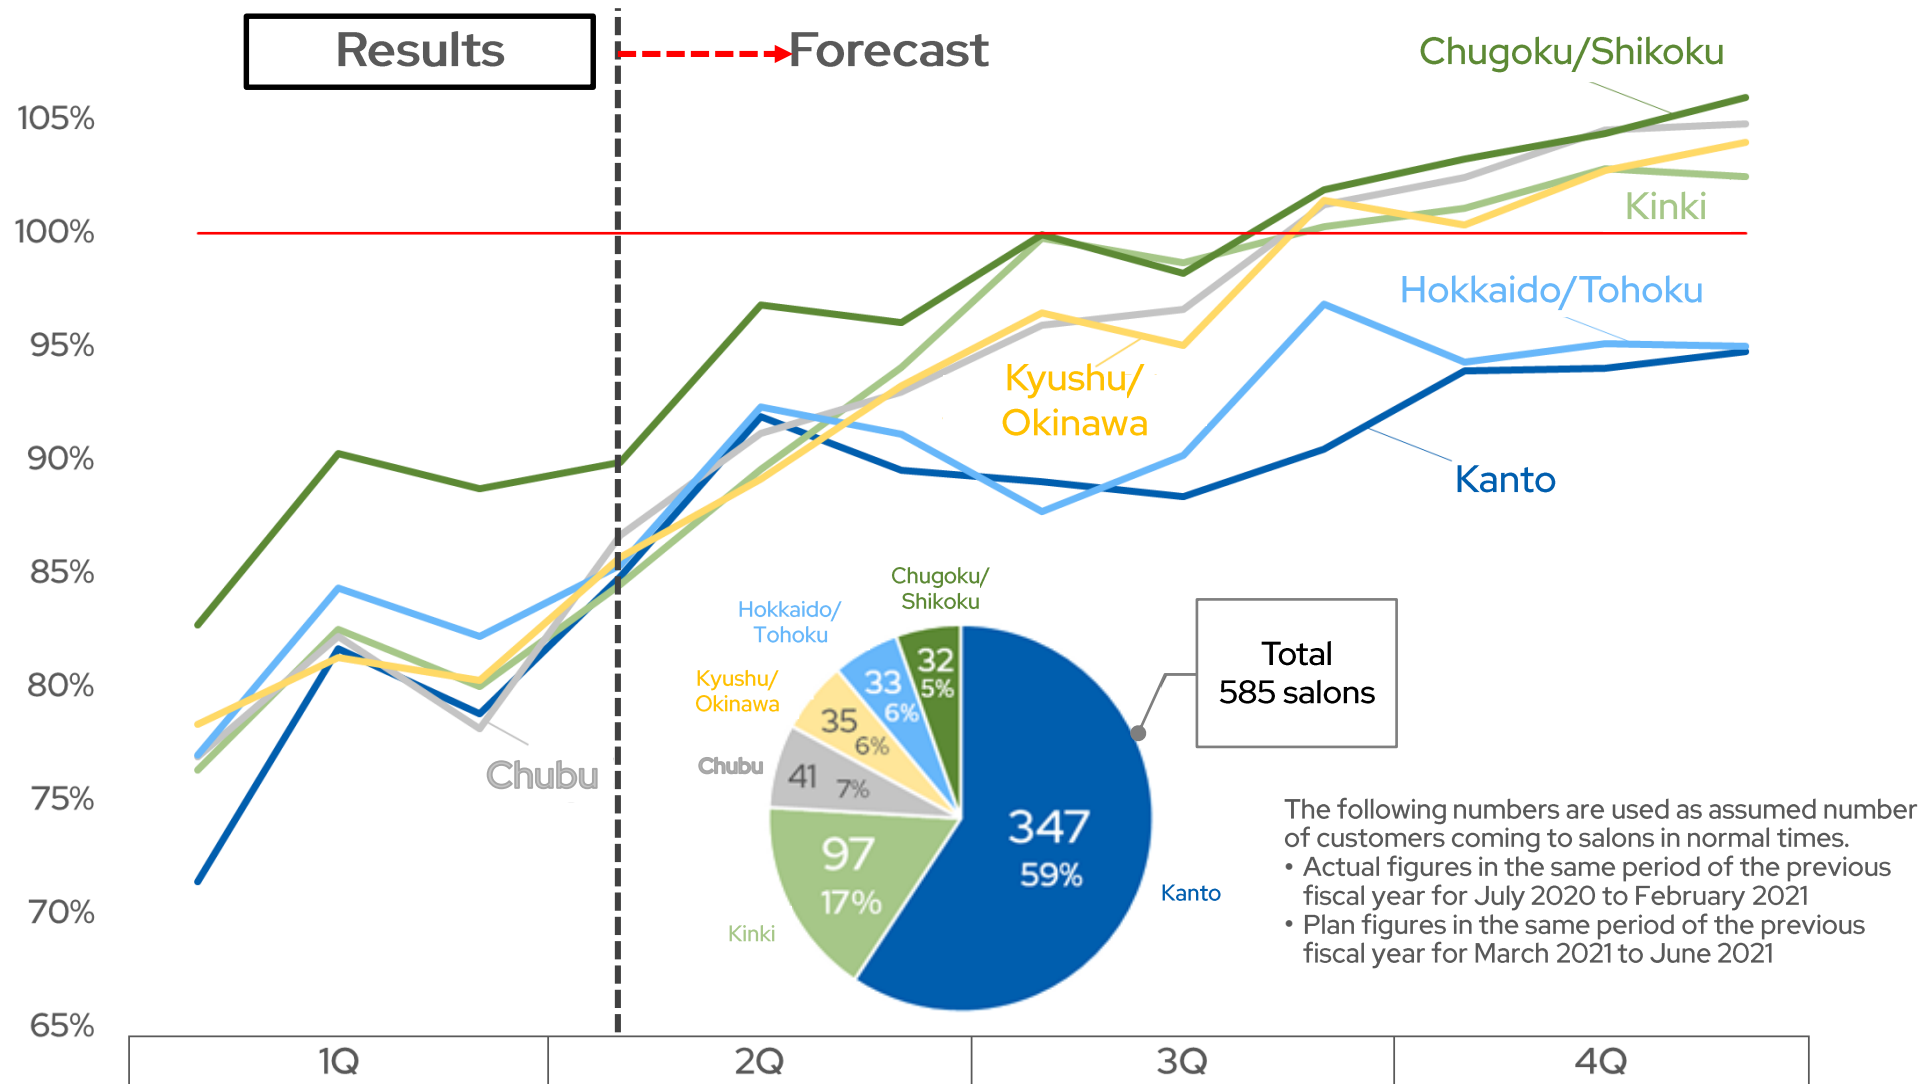 Results
Forecast
Chugoku/Shikoku
105%
100%
95%
90%
85%
80%
75%
70%
65%
Kinki
Hokkaido/Tohoku
Kyushu/
Okinawa
Kanto
Chubu
Chugoku/
Shikoku
Hokkaido/
Tohoku
Kyushu/
Okinawa
Chubu
Kinki
Kanto
32
5%
33
6%
35
6%
41 7%
97
17%
347
59%
Total
585 salons
The following numbers are used as assumed number
of customers coming to salons in normal times.
• Actual figures in the same period of the previous
fiscal year for July 2020 to February 2021
• Plan figures in the same period of the previous
fiscal year for March 2021 to June 2021
1Q
2Q
3Q
4Q